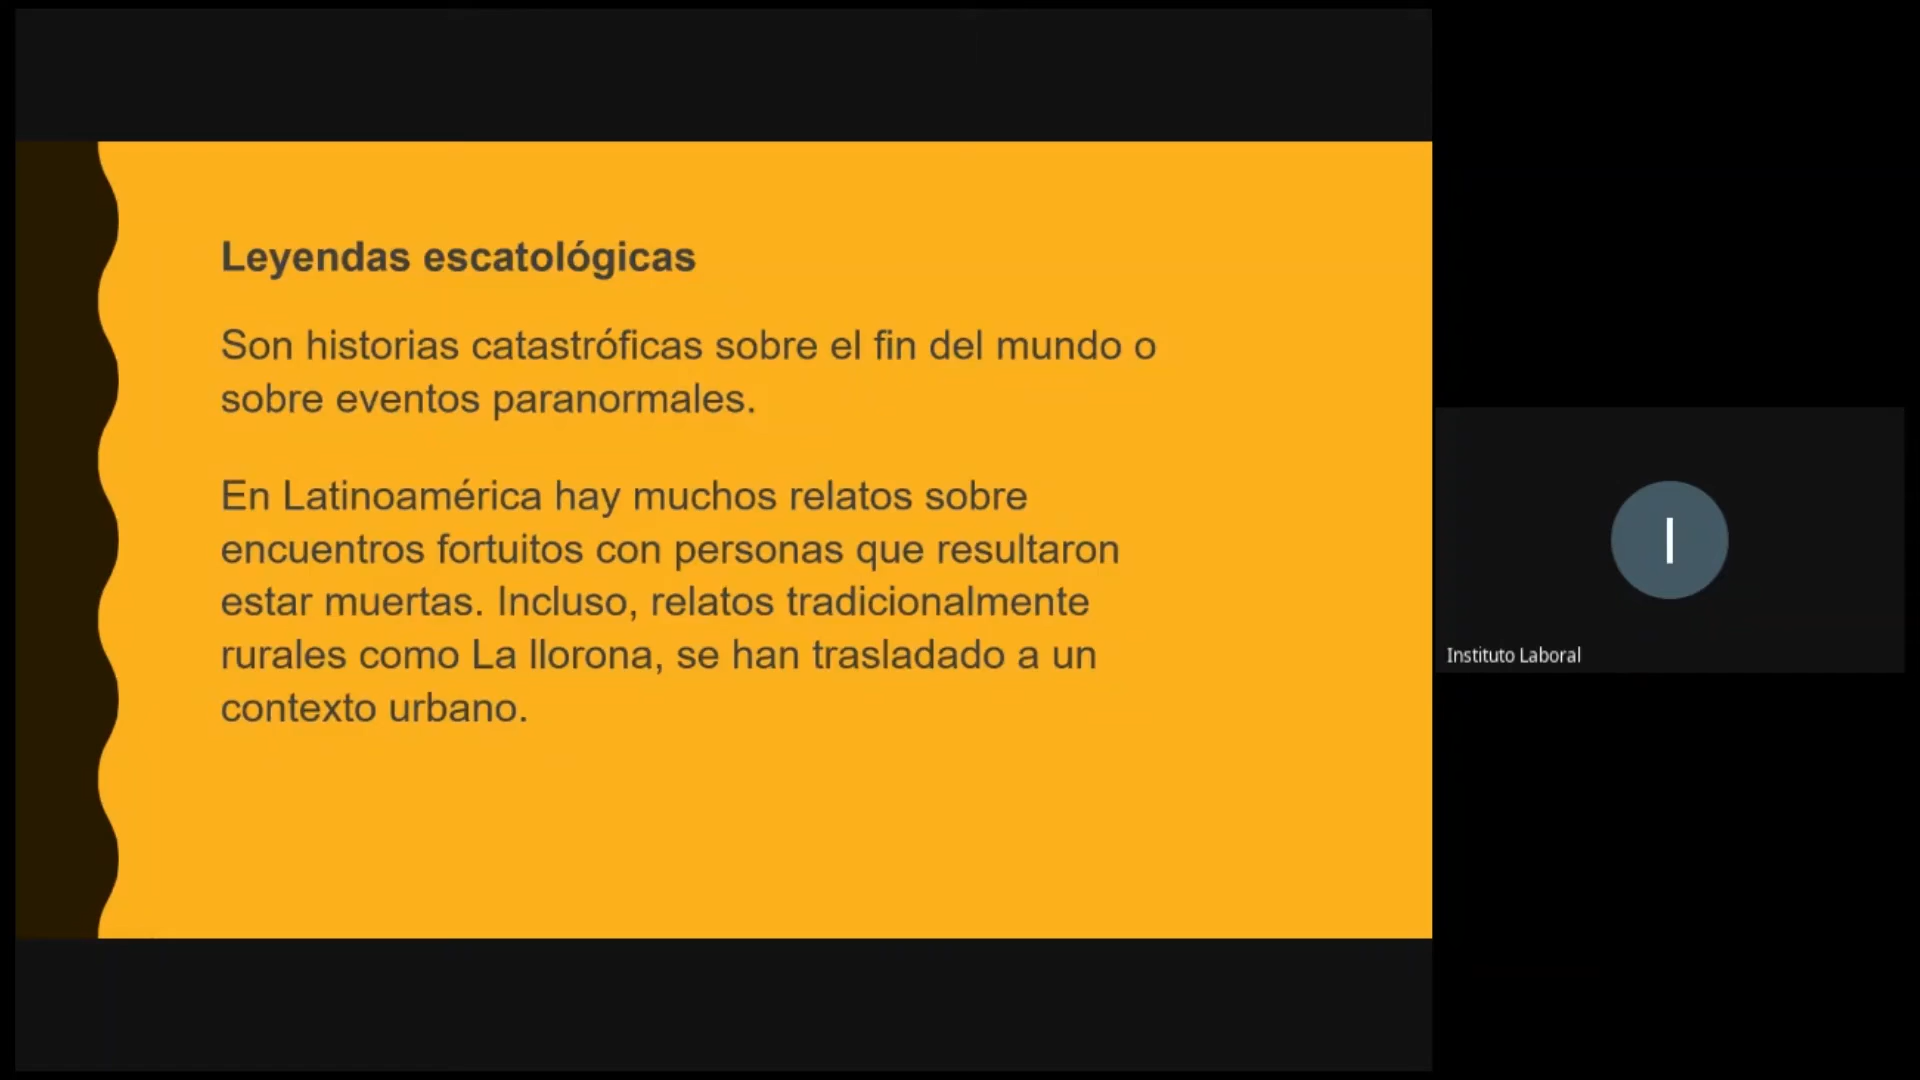 Leyendas escatológicas
Son historias catastróficas sobre el fin del mundo o
sobre eventos paranormales.
En Latinoamérica hay muchos relatos sobre
encuentros fortuitos con personas que resultaron
estar muertas. Incluso, relatos tradicionalmente
rurales como La llorona, se han trasladado a un
contexto urbano.
I
Instituto Laboral